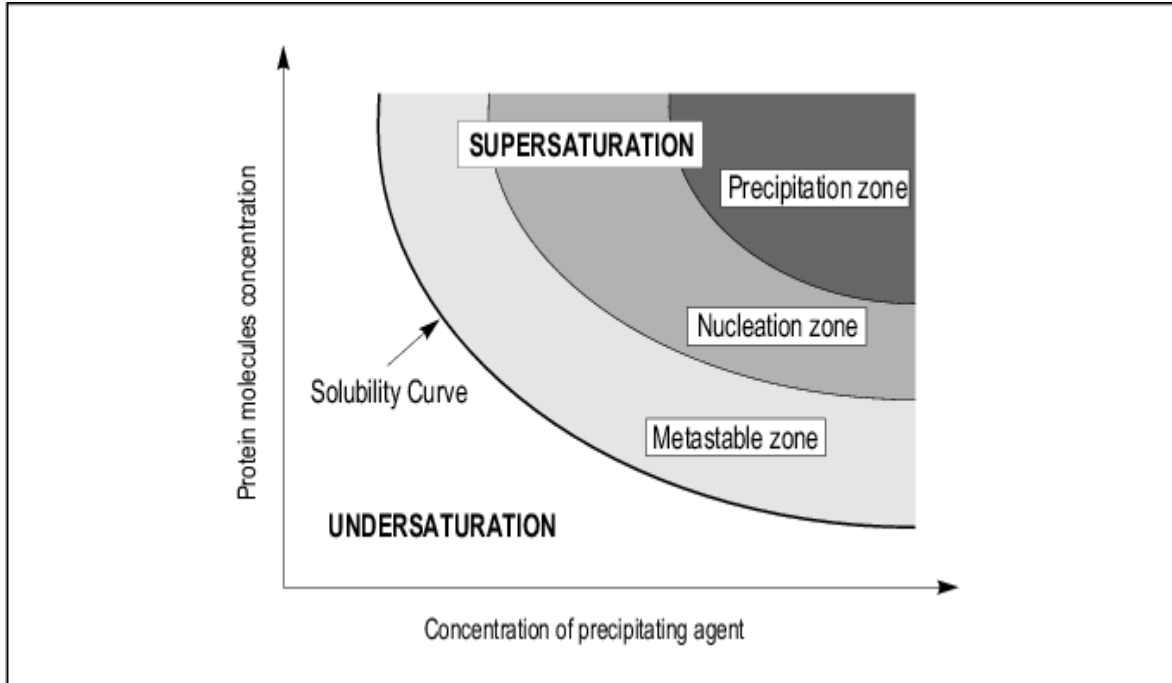 SUPERSATURATION
Precipitation zone
Nucleation zone
Solubility Curve
Metastable zone
UNDERSATURATION
Protein molecules concentration
Concentration of precipitating agent